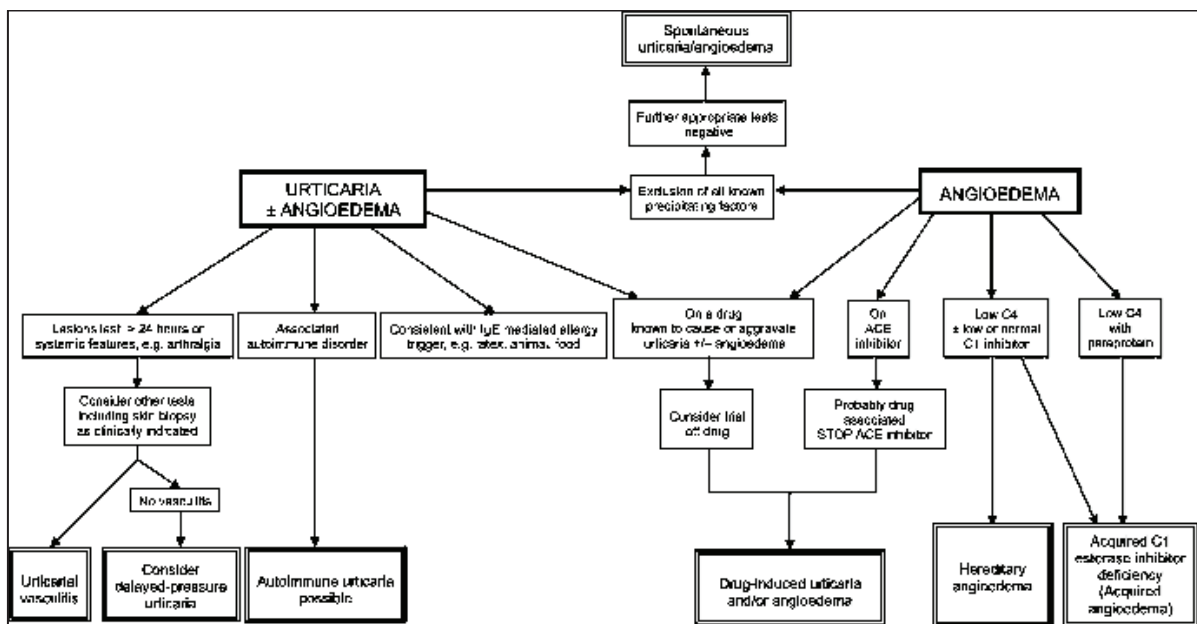 Spontaneous
urticaria/angioedema
Further appropriate tests
negative
URTICARIA
± ANGIOEDEMA
Exclusion of all known
precipitating factors
ANGIOEDEMA
Lesions last > 24 hours or
systemic features, e.g. arthralgia
Associated
autoimmune disorder
Consistent with IgE mediated allergy
trigger, e.g. latex, animal, food
On a drug
known to cause or aggravate
urticaria +/– angioedema
On
ACE
inhibitor
Low C4
± low or normal
C1 inhibitor
Low C4
with
paraprotein
Consider other tests
including skin biopsy
as clinically indicated
Consider trial
off drug
Probably drug
associated
STOP ACE inhibitor
No vasculitis
Urticarial
vasculitis
Consider
delayed-pressure
urticaria
Autoimmune urticaria
possible
Drug-induced urticaria
and/or angioedema
Hereditary
angioedema
Acquired C1
esterase inhibitor
deficiency
(Acquired
angioedema)